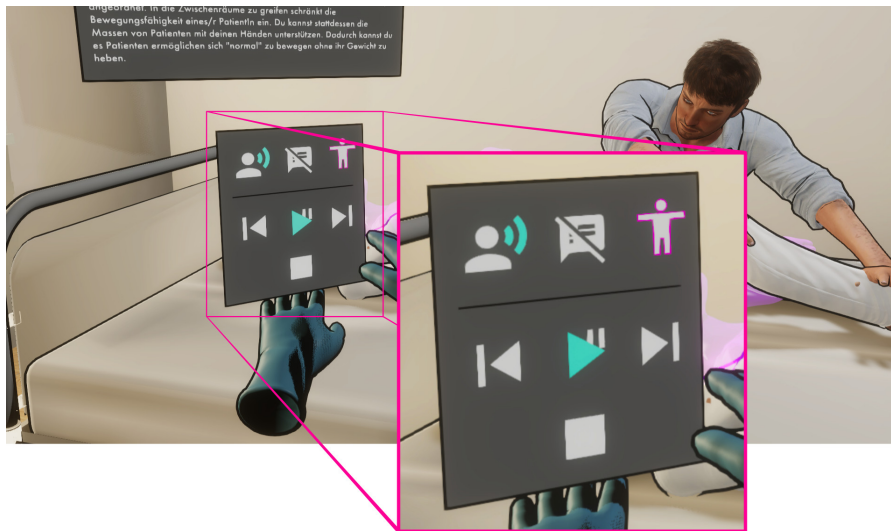 angeordnet. In die Zwischenräume zu greifen schränkt die
Bewegungsfähigkeit eines/r PatientIn ein. Du kannst stattdessen die
Massen von Patienten mit deinen Händen unterstützen. Dadurch kannst du
es Patienten ermöglichen sich "normal" zu bewegen ohne ihr Gewicht zu
heben.